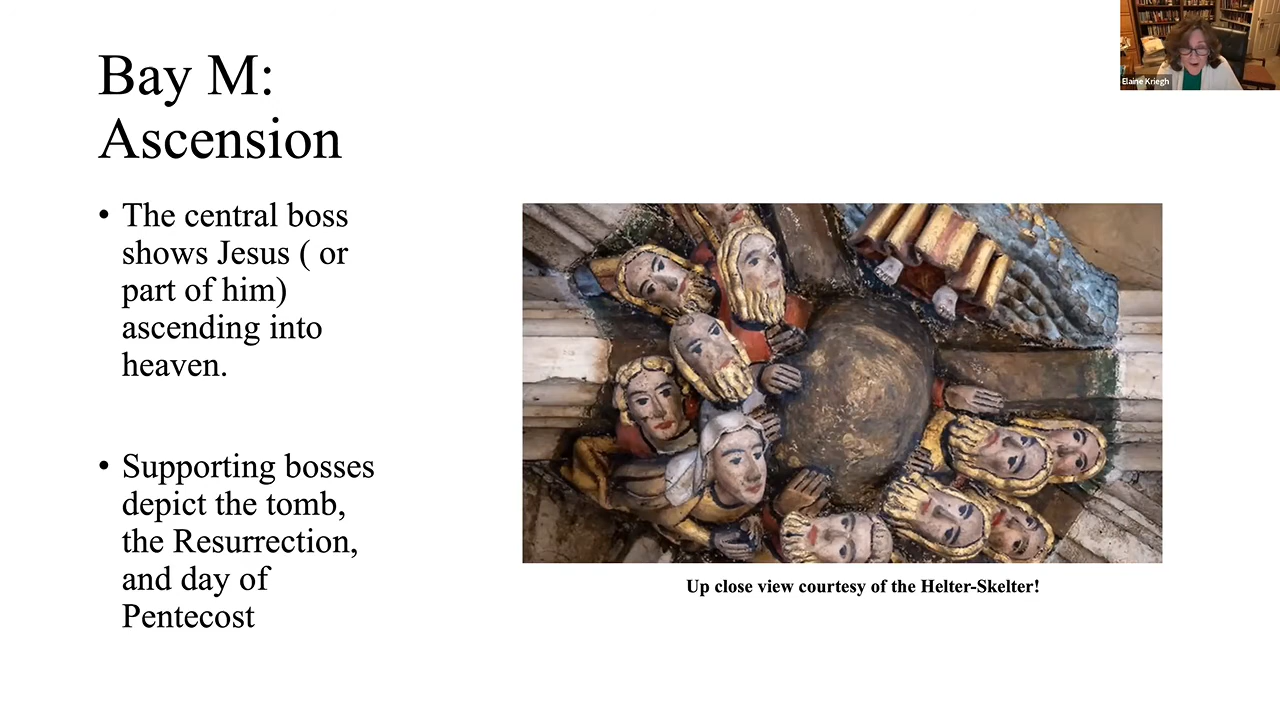 Bay M:
Ascension
• The central boss
shows Jesus ( or
part of him)
ascending into
heaven.
• Supporting bosses
depict the tomb,
the Resurrection,
and day of
Pentecost
Up close view courtesy of the Helter-Skelter!
Elaine Kriegh